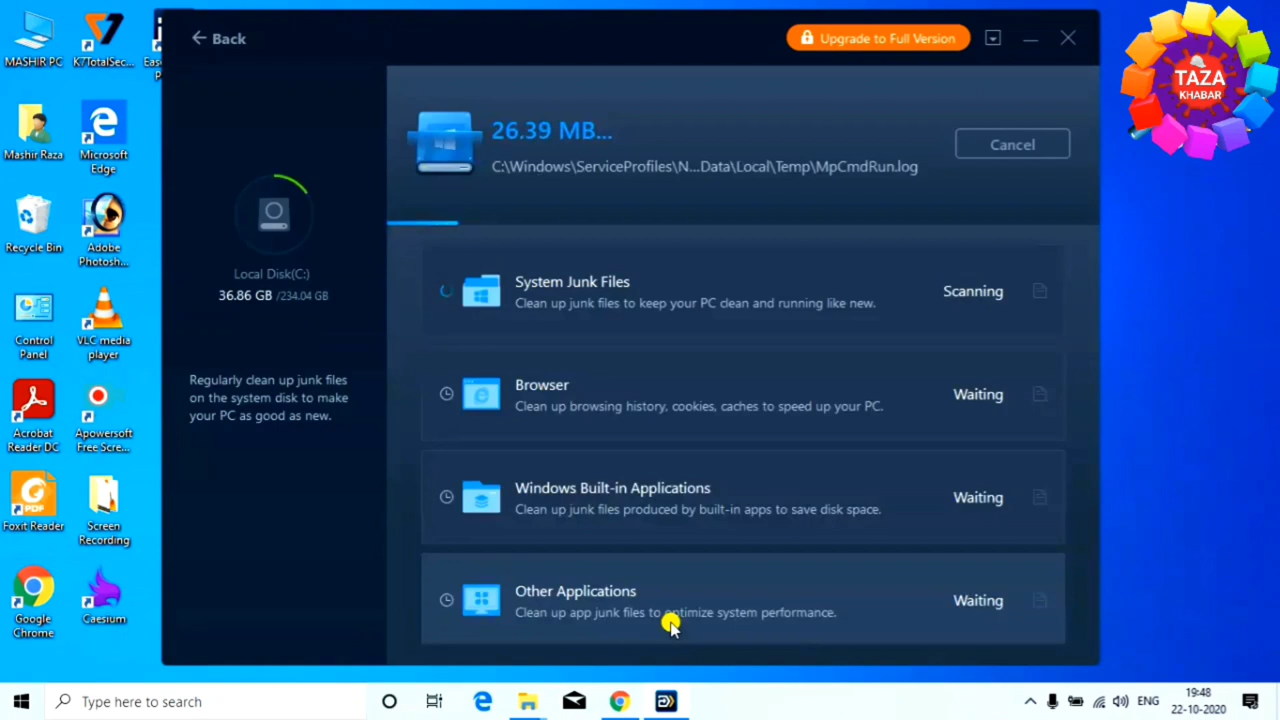 MASHIR PC
K7TotalSec...
Mashir Raza
Microsoft
Edge
Recycle Bin
Adobe
Photosh...
Control
Panel
VLC media
player
Acrobat
Reader DC
Apowersoft
Free Scre...
Foxit Reader
PDF
Screen
Recording
Google
Chrome
Caesium
Back
Upgrade to Full Version
26.39 MB...
C:\Windows\ServiceProfiles\N...Data\Local\Temp\MpCmdRun.log
Cancel
Local Disk(C:)
36.86 GB /234.04 GB
Regularly clean up junk files
on the system disk to make
your PC as good as new.
System Junk Files
Clean up junk files to keep your PC clean and running like new.
Scanning
Browser
Clean up browsing history, cookies, caches to speed up your PC.
Waiting
Windows Built-in Applications
Clean up junk files produced by built-in apps to save disk space.
Waiting
Other Applications
Clean up app junk files to optimize system performance.
Waiting
TAZA
KHABAR
Type here to search
ENG
19:48
22-10-2020